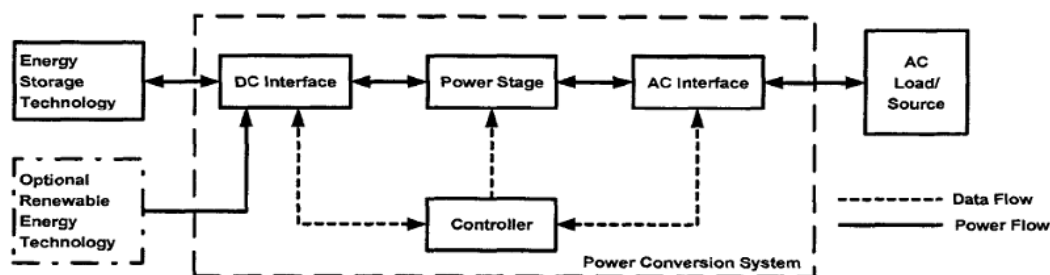 Energy
Storage
Technology
DC Interface
Power Stage
AC Interface
AC
Load/
Source
Optional
Renewable
Energy
Technology
Controller
Data Flow
Power Flow
Power Conversion System